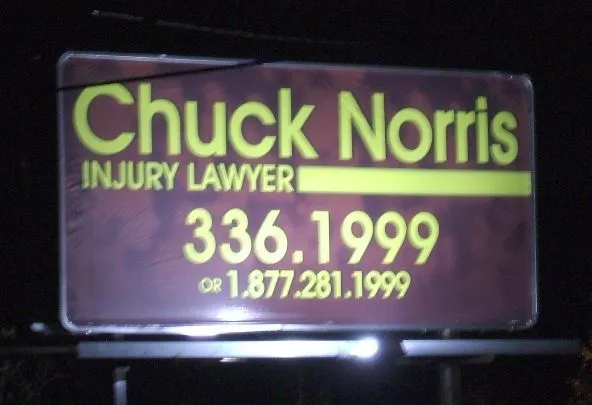 Chuck Norris
INJURY LAWYER
336.1999
OR 1.877.281.1999